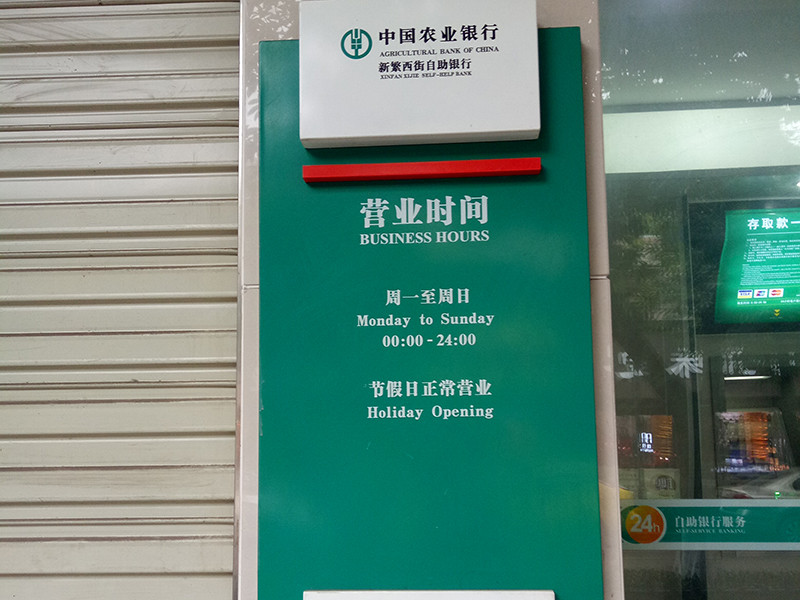 中国农业银行
AGRICULTURAL BANK OF CHINA
新繁西街自助银行
XINFAN XIJIE SELF-HELP BANK
营业时间
BUSINESS HOURS
周一至周日
Monday to Sunday
00:00-24:00
节假日正常营业
Holiday Opening
存取款一
VISA
24h 自助银行服务
SELF-SERVICE BANKING